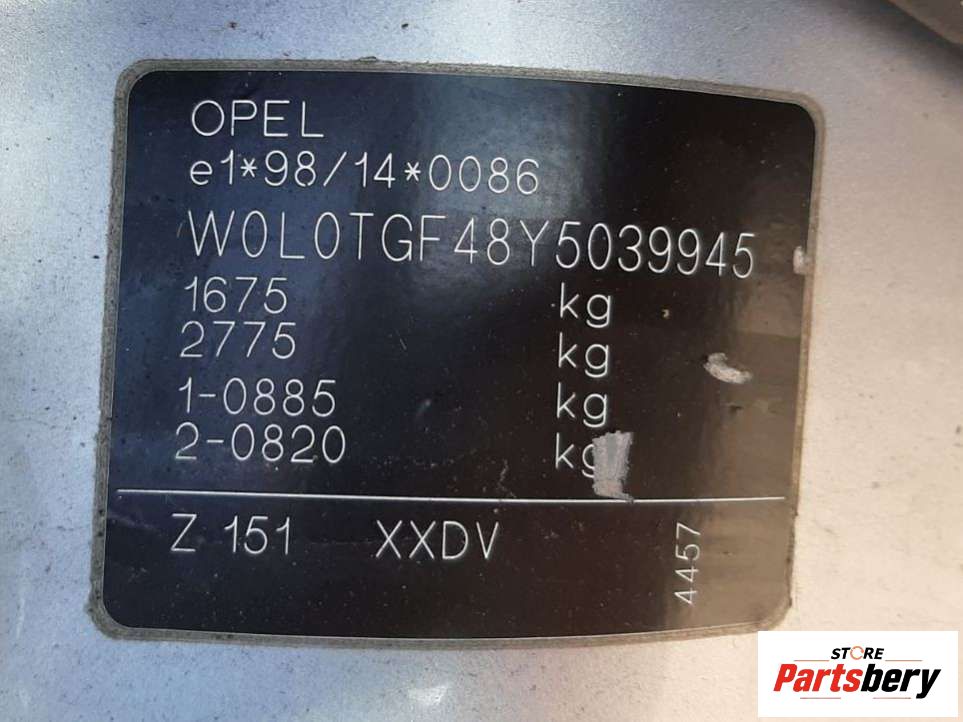 OPEL
e1*98/14*0086
W0L0TGF48Y5039945
1675 kg
2775 kg
1-0885 kg
2-0820 kg
Z 151 XXDV
4457
STORE
Partsbery